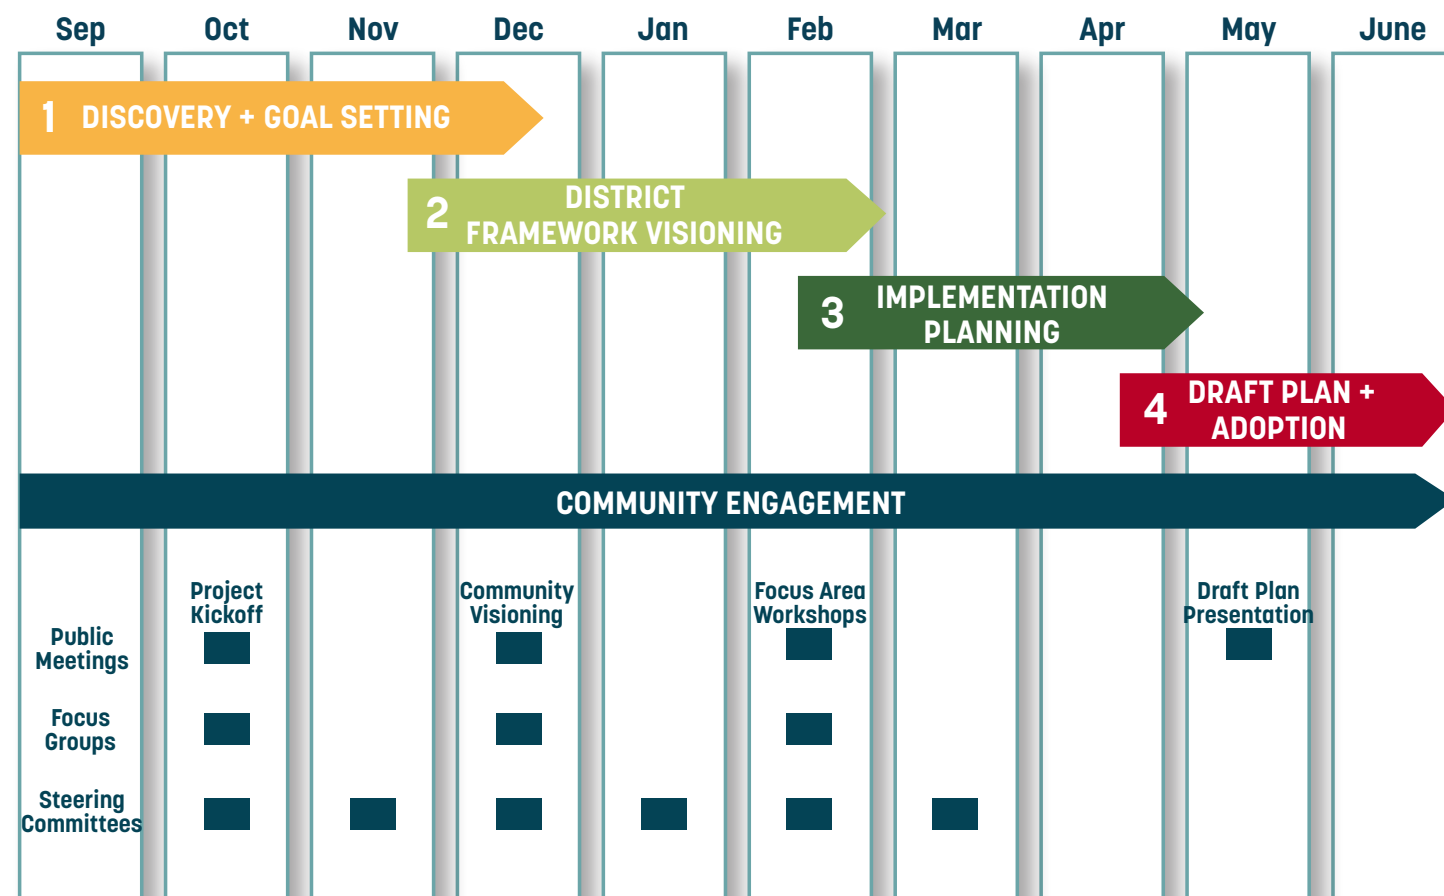 Sep Oct Nov Dec Jan Feb Mar Apr May June
1 DISCOVERY + GOAL SETTING
2 DISTRICT
FRAMEWORK VISIONING
3 IMPLEMENTATION
PLANNING
4 DRAFT PLAN +
ADOPTION
COMMUNITY ENGAGEMENT
Project
Kickoff
Community
Visioning
Focus Area
Workshops
Draft Plan
Presentation
Public
Meetings
Focus
Groups
Steering
Committees